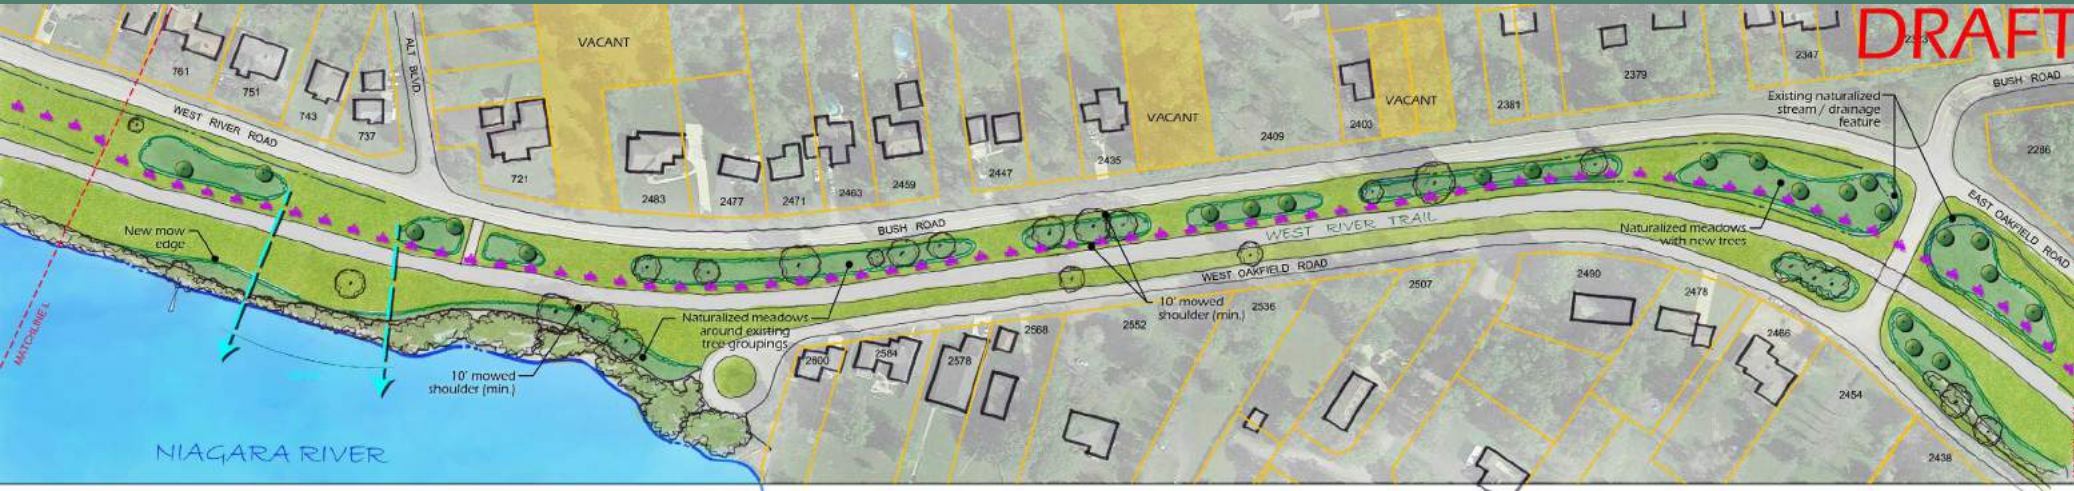 DRAFT
VACANT
ALT BLVD.
761
751
743
737
WEST RIVER ROAD
721
2483
2477
2471
2463
2459
2447
2435
VACANT
2409
2403
VACANT
2381
2379
2347
BUSH ROAD
Existing naturalized
stream / drainage
feature
2286
EAST OAKFIELD ROAD
BUSH ROAD
WEST RIVER TRAIL
WEST OAKFIELD ROAD
Naturalized meadows
with new trees
New mow
edge
MATCHLINE L
Naturalized meadows
around existing
tree groupings
10' mowed
shoulder (min.)
10' mowed
shoulder (min.)
2600
2584
2578
2568
2552
2536
2507
2490
2478
2466
2454
2438
NIAGARA RIVER